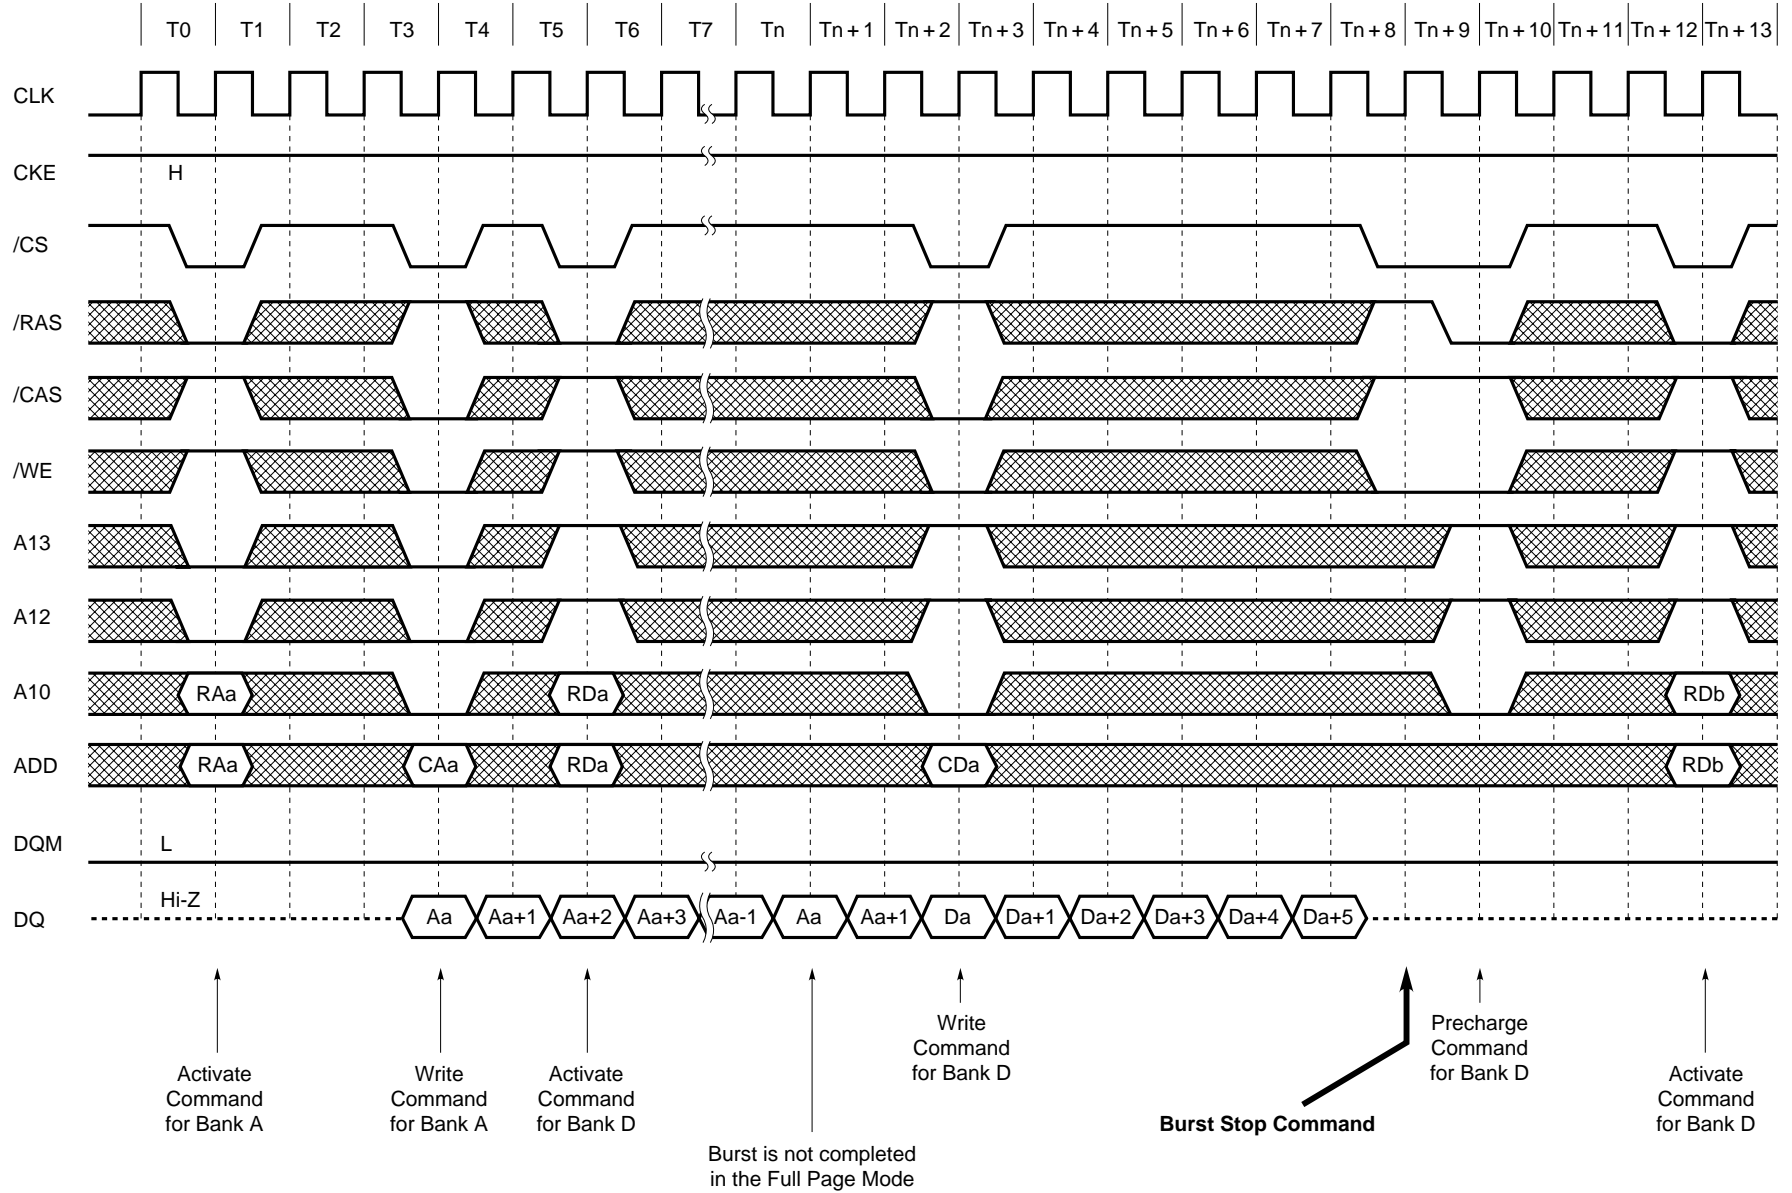 T0 T1 T2 T3 T4 T5 T6 T7 Tn Tn + 1 Tn + 2 Tn + 3 Tn + 4 Tn + 5 Tn + 6 Tn + 7 Tn + 8 Tn + 9 Tn + 10 Tn + 11 Tn + 12 Tn + 13
CLK
CKE H
/CS
/RAS
/CAS
/WE
A13
A12
A10 RAa RDa RDb
ADD RAa CAa RDa CDa RDb
DQM L
Hi-Z
DQ Aa Aa+1 Aa+2 Aa+3 Aa-1 Aa Aa+1 Da Da+1 Da+2 Da+3 Da+4 Da+5
Activate
Command
for Bank A
Write
Command
for Bank A
Activate
Command
for Bank D
Burst is not completed
in the Full Page Mode
Write
Command
for Bank D
Burst Stop Command
Precharge
Command
for Bank D
Activate
Command
for Bank D